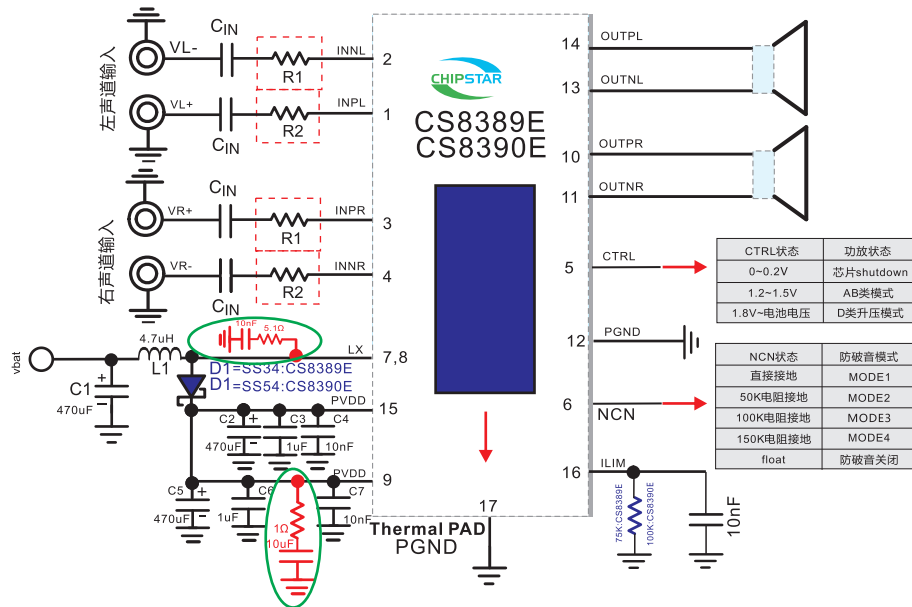 左声道输入
VL-
CIN
R1
INNL
2
VL+
CIN
R2
INPL
1
右声道输入
VR+
CIN
R1
INPR
3
VR-
CIN
R2
INNR
4
CHIPSTAR
CS8389E
CS8390E
14
OUTPL
13
OUTNL
10
OUTPR
11
OUTNR
5
CTRL
12
PGND
6
NCN
16
ILIM
75K:CS8389E
100K:CS8390E
10nF
CTRL状态 功放状态
0~0.2V 芯片shutdown
1.2~1.5V AB类模式
1.8V~电池电压 D类升压模式
NCN状态 防破音模式
直接接地 MODE1
50K电阻接地 MODE2
100K电阻接地 MODE3
150K电阻接地 MODE4
float 防破音关闭
10nF
5.1Ω
vbat
4.7uH
L1
LX
7,8
D1=SS34:CS8389E
D1=SS54:CS8390E
C1
470uF
PVDD
15
C2
470uF
C3
1uF
C4
10nF
PVDD
9
C5
470uF
C6
1uF
1Ω
10uF
C7
10nF
17
Thermal PAD
PGND